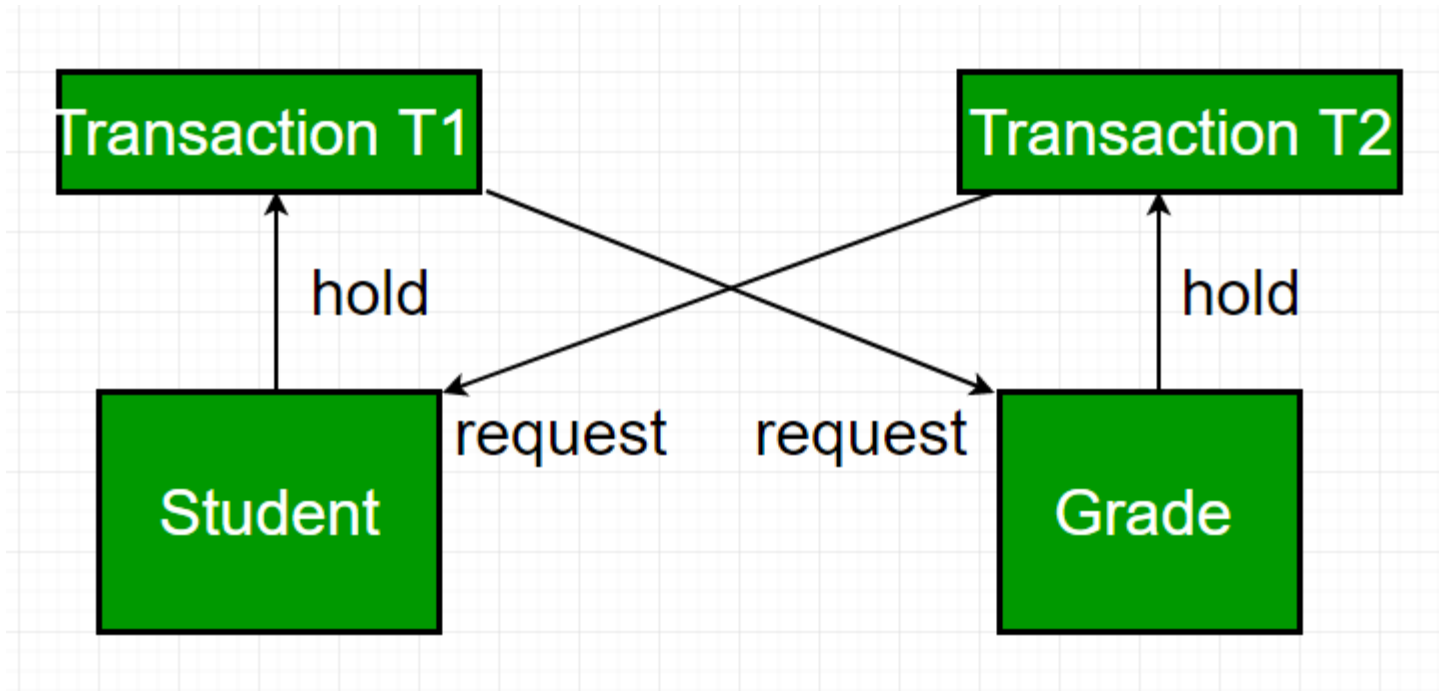 Transaction T1
Transaction T2
hold
hold
request
request
Student
Grade